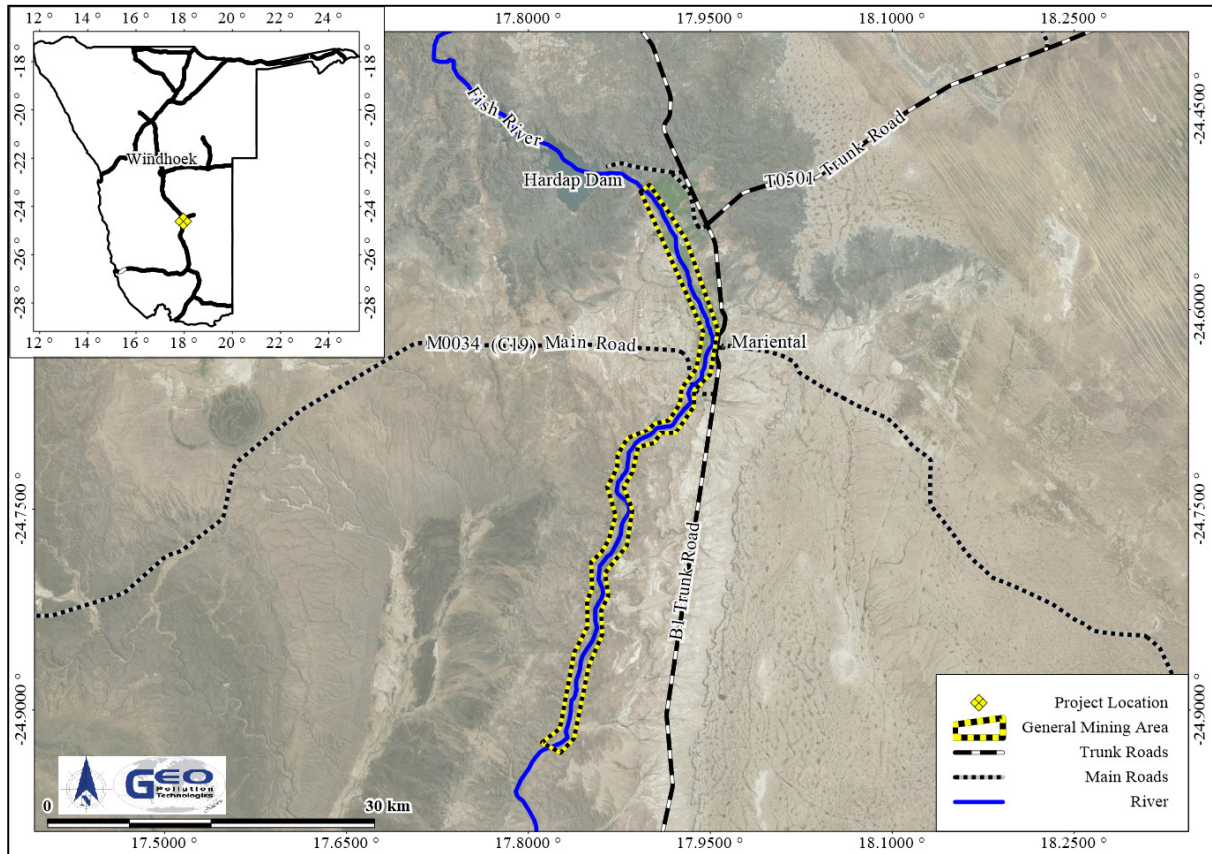 12 14 16 18 20 22 24
-18
-20
-22
-24
-26
-28
Windhoek
12 14 16 18 20 22 24
-18
-20
-22
-24
-26
-28
17.8000 °
17.9500 °
18.1000 °
18.2500 °
-24.4500 °
-24.6000 °
-24.7500 °
-24.9000 °
Fish River
Hardap Dam
T0501 Trunk Road
M0034 (C19) Main Road
Mariental
B1 Trunk Road
-24.7500 °
-24.9000 °
Project Location
General Mining Area
Trunk Roads
Main Roads
River
GEO
Pollution
Technologies
0
30 km
17.5000 °
17.6500 °
17.8000 °
17.9500 °
18.1000 °
18.2500 °